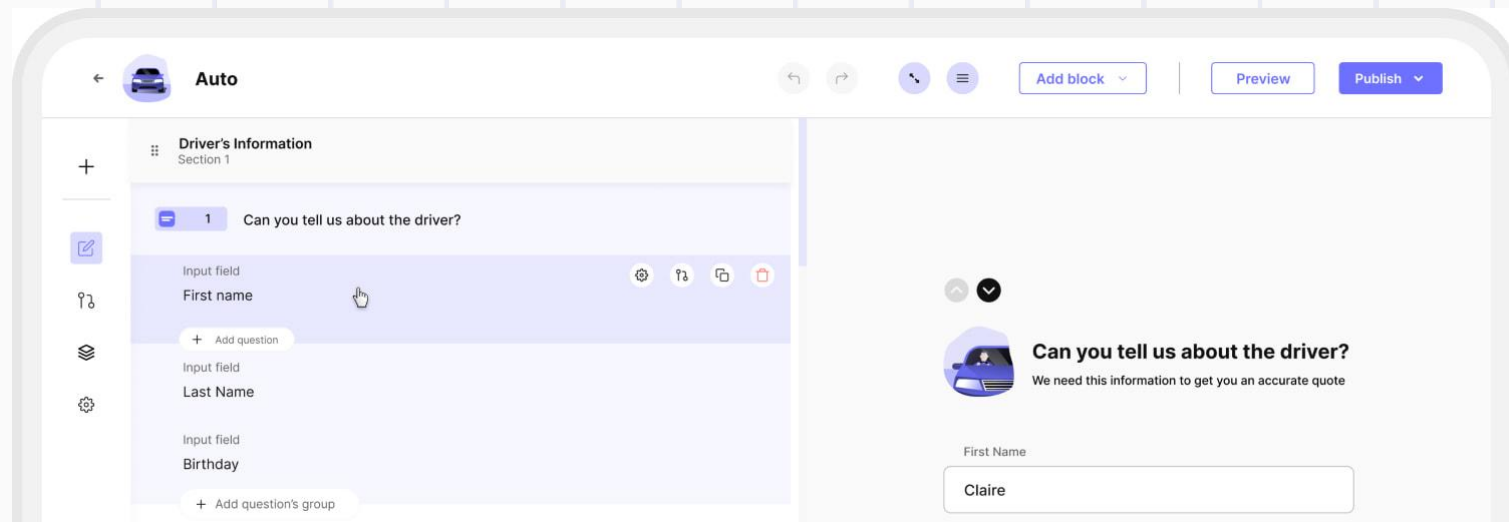 Auto
Add block
Preview
Publish
Driver's Information
Section 1
1 Can you tell us about the driver?
Input field
First name
+ Add question
Input field
Last Name
Input field
Birthday
+ Add question's group
Can you tell us about the driver?
We need this information to get you an accurate quote
First Name
Claire